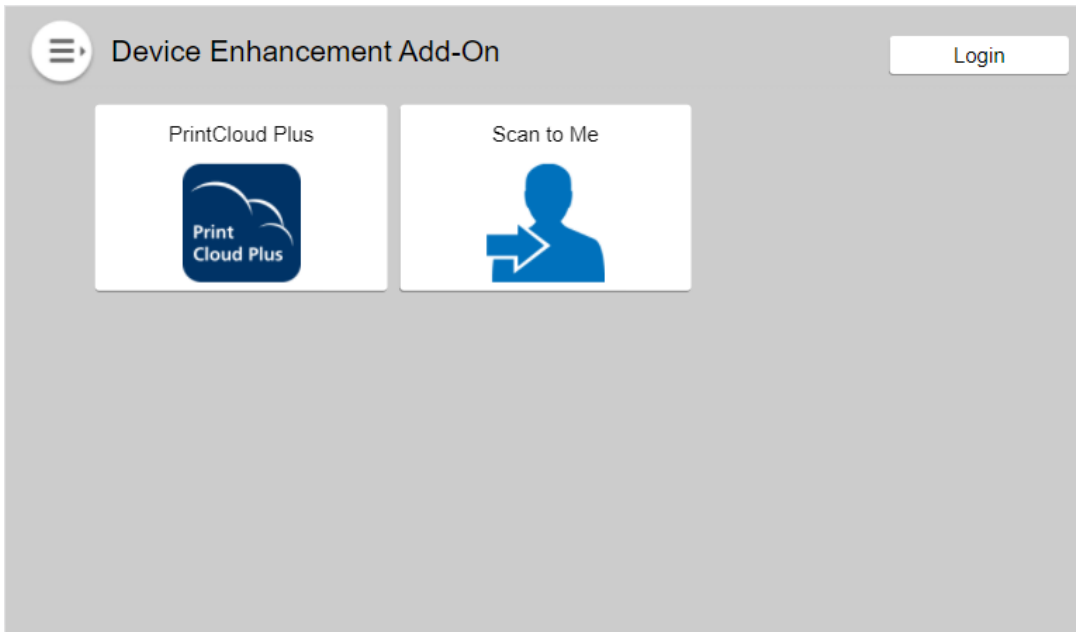 Device Enhancement Add-On
Login
PrintCloud Plus
Scan to Me
Print
Cloud Plus